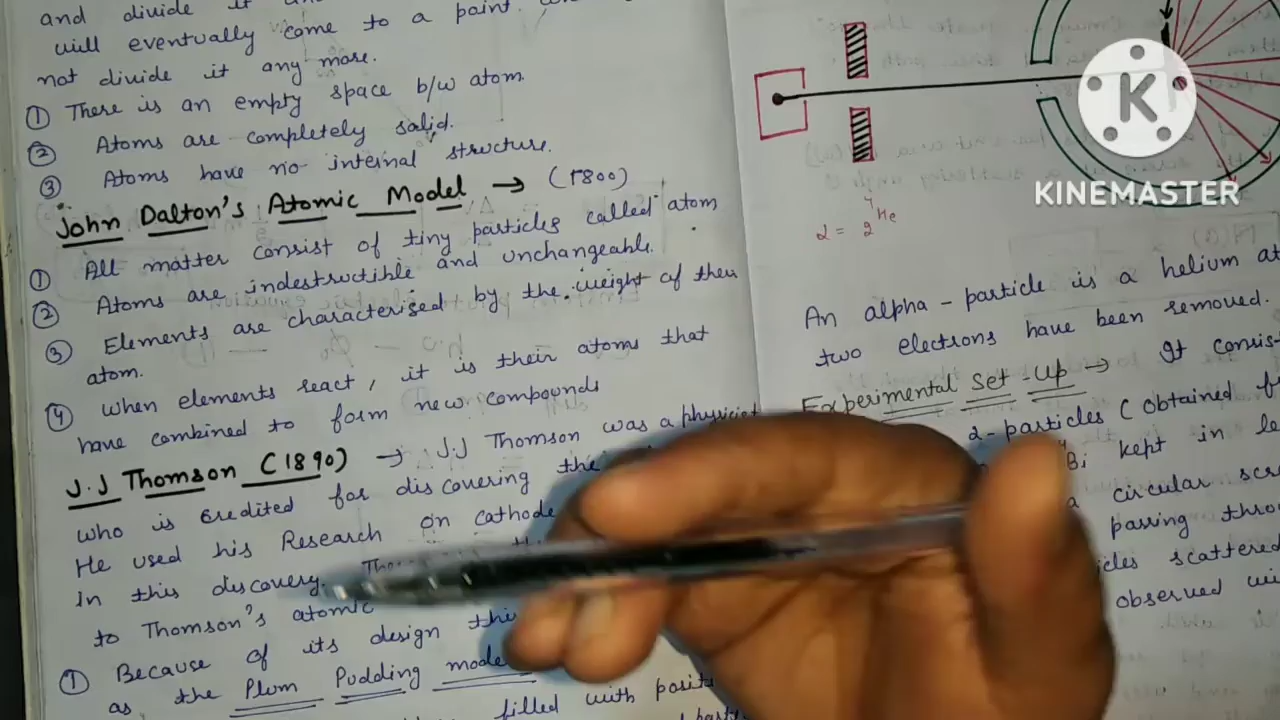 and divide it
will eventually come to a point
not divide it any more.
① There is an empty space b/w atom
② Atoms are completely solid.
③ Atoms have no internal structure.
John Dalton's Atomic Model → (1800)
① All matter consist of tiny particles called atom
② Atoms are indestructible and unchangeable.
③ Elements are characterised by the weight of their
atom.
④ when elements react, it is their atoms that
have combined to form new compounds
J.J Thomson (1890) → J.J Thomson was a physicist
who is credited for discovering the
He used his Research on cathode
in this discovery.
to Thomson's atomic
① Because of its design this
as the Plum Pudding model
filled with posit
KINEMASTER
α = ⁴₂He
An alpha-particle is a helium at
two electrons have been removed.
Experimental Set-Up → It consis-
α-particles (obtained f
Bi kept in le
a circular scr
passing thro
icles scattered
observed wi